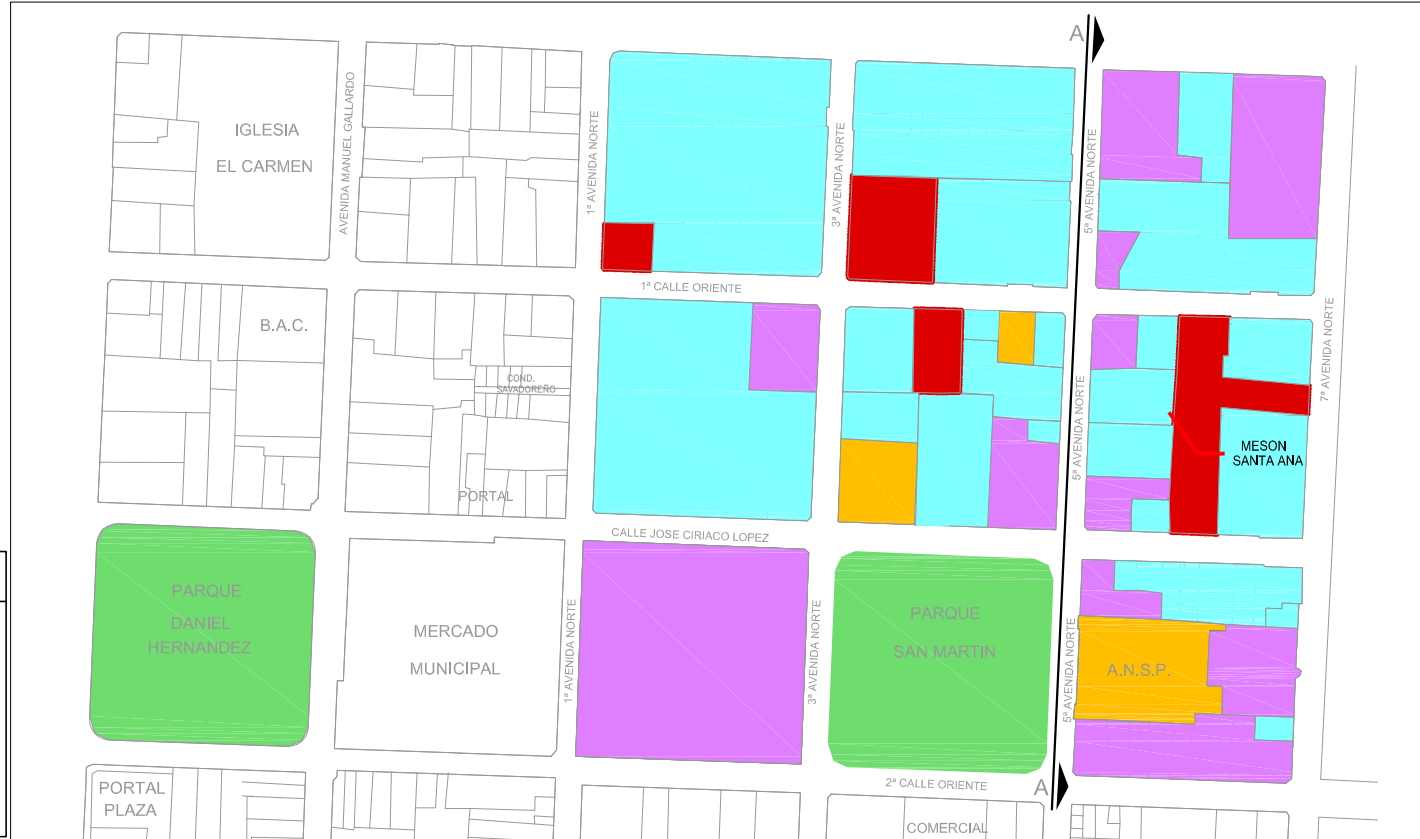 A
IGLESIA
EL CARMEN
AVENIDA MANUEL GALLARDO
1ª AVENIDA NORTE
3ª AVENIDA NORTE
5ª AVENIDA NORTE
1ª CALLE ORIENTE
B.A.C.
COND.
SAVADOREÑO
PORTAL
5ª AVENIDA NORTE
7ª AVENIDA NORTE
MESON
SANTA ANA
CALLE JOSE CIRIACO LOPEZ
PARQUE
DANIEL
HERNANDEZ
MERCADO
MUNICIPAL
1ª AVENIDA NORTE
3ª AVENIDA NORTE
PARQUE
SAN MARTIN
5ª AVENIDA NORTE
A.N.S.P.
2ª CALLE ORIENTE
A
PORTAL
PLAZA
COMERCIAL